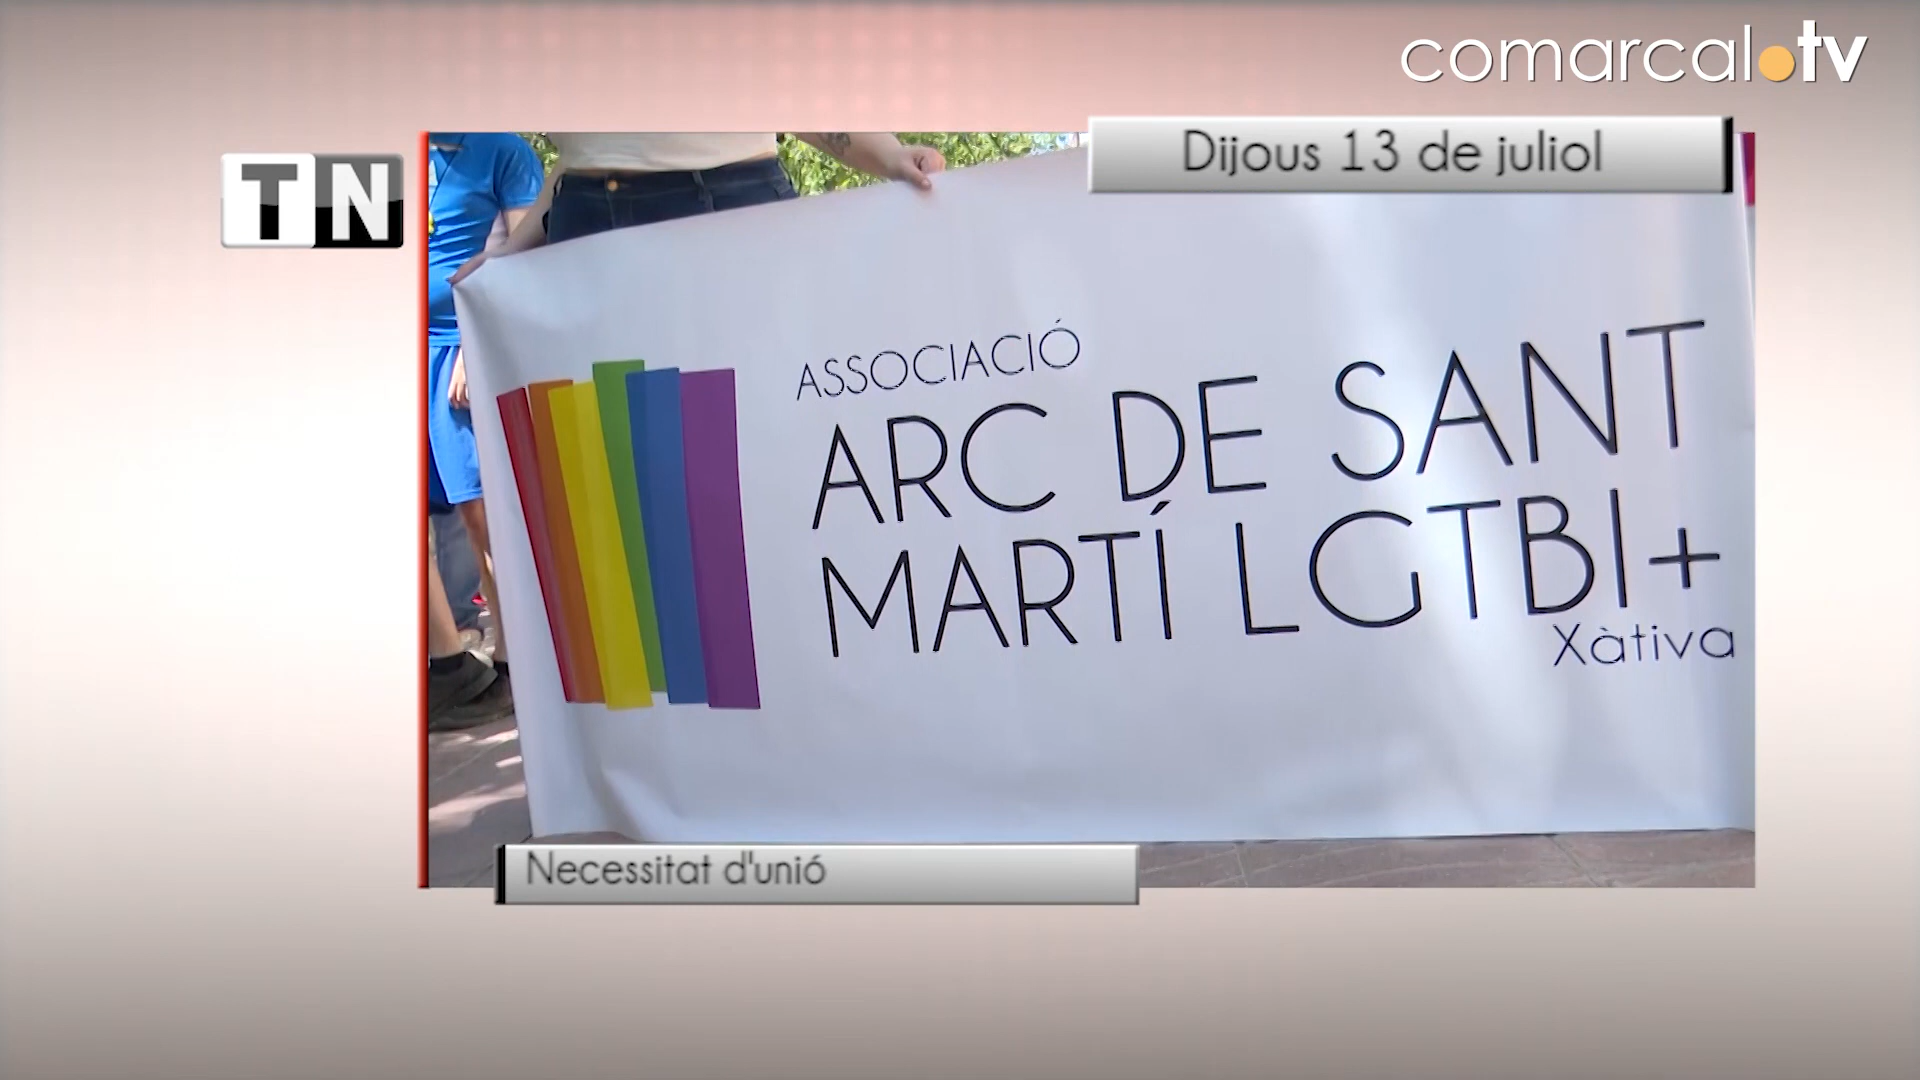 comarcal.tv
Dijous 13 de juliol
TN
ASSOCIACIÓ
ARC DE SANT
MARTÍ LGTBI+
Xàtiva
Necessitat d'unió